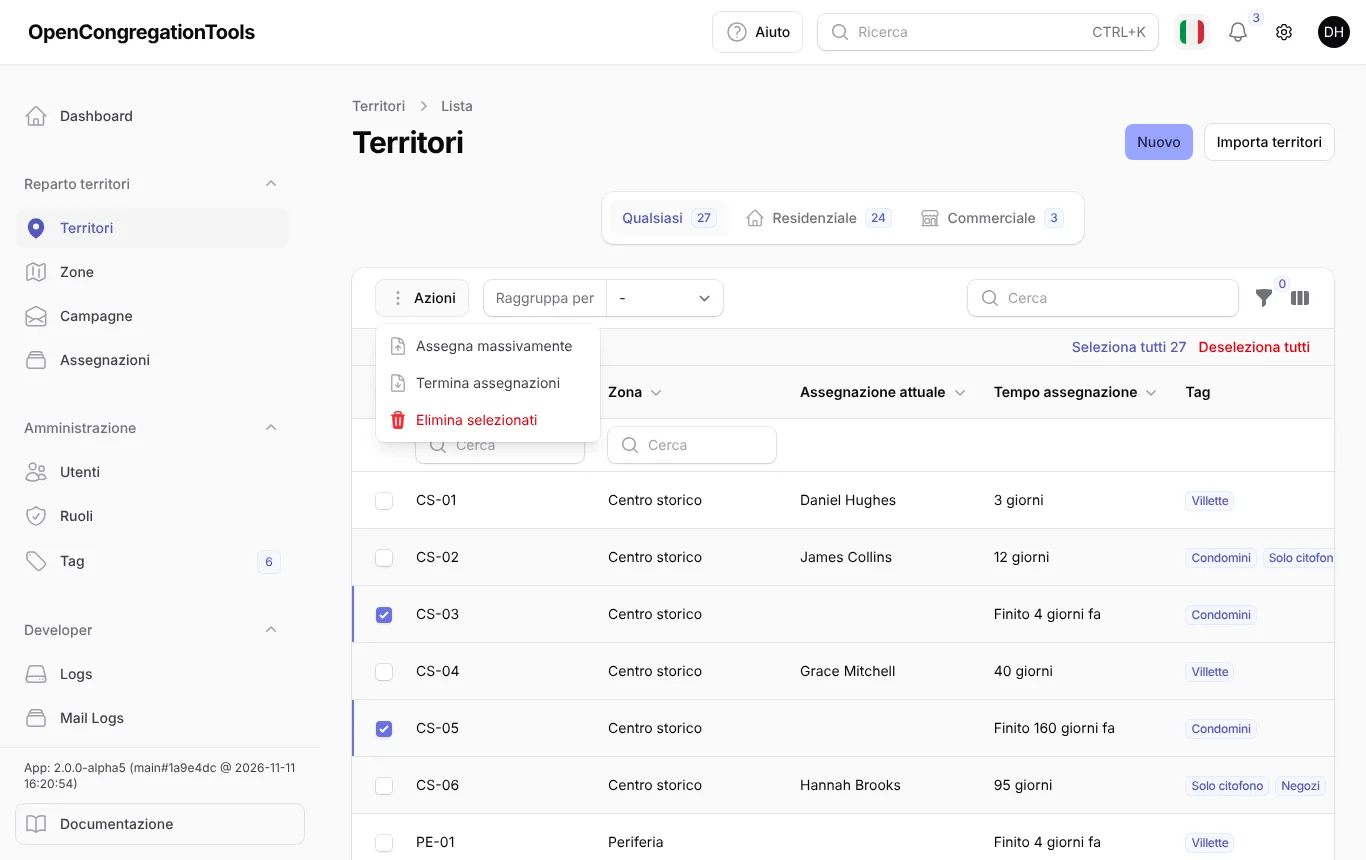 OpenCongregationTools
Aiuto
Ricerca
CTRL+K
3
DH
Dashboard
Reparto territori
Territori
Zone
Campagne
Assegnazioni
Amministrazione
Utenti
Ruoli
Tag
6
Developer
Logs
Mail Logs
App: 2.0.0-alpha5 (main#1a9e4dc @ 2026-11-11
16:20:54)
Documentazione
Territori
Lista
Territori
Nuovo
Importa territori
Qualsiasi 27
Residenziale 24
Commerciale 3
Azioni
Raggruppa per
-
Cerca
0
Assegna massivamente
Termina assegnazioni
Elimina selezionati
Seleziona tutti 27
Deseleziona tutti
Zona
Assegnazione attuale
Tempo assegnazione
Tag
Cerca
Cerca
CS-01 Centro storico Daniel Hughes 3 giorni Villette
CS-02 Centro storico James Collins 12 giorni Condomini Solo citofon
CS-03 Centro storico Finito 4 giorni fa Condomini
CS-04 Centro storico Grace Mitchell 40 giorni Villette
CS-05 Centro storico Finito 160 giorni fa Condomini
CS-06 Centro storico Hannah Brooks 95 giorni Solo citofono Negozi
PE-01 Periferia Finito 4 giorni fa Villette